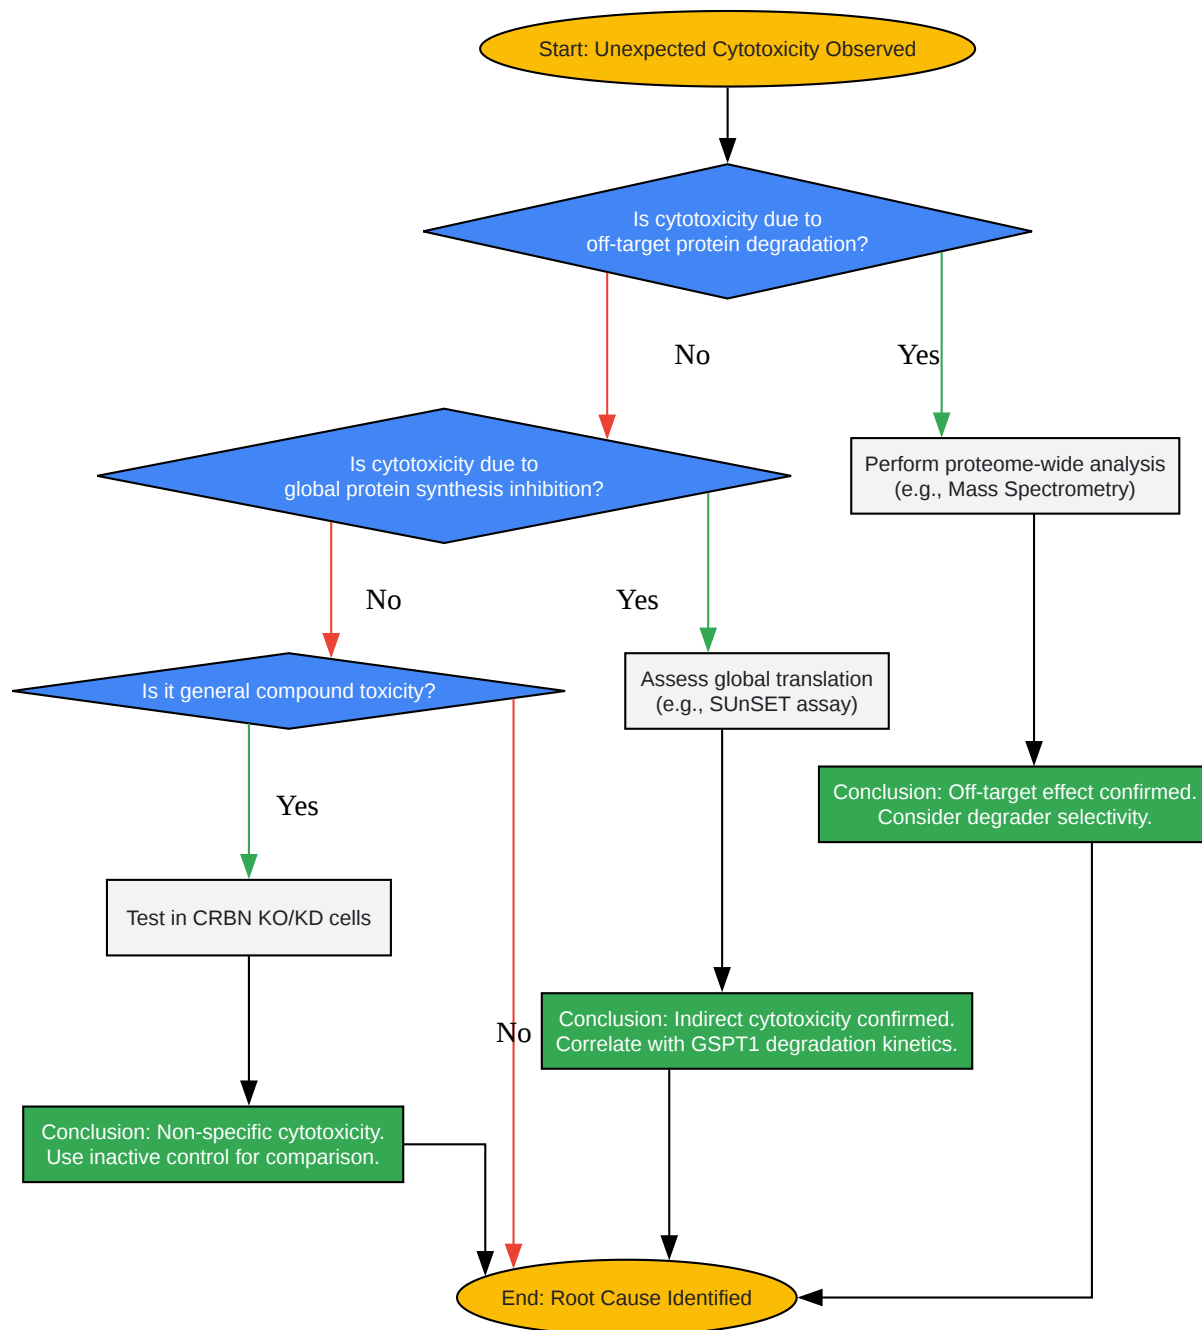 Start: Unexpected Cytotoxicity Observed
Is cytotoxicity due to
off-target protein degradation?
No
Yes
Is cytotoxicity due to
global protein synthesis inhibition?
Perform proteome-wide analysis
(e.g., Mass Spectrometry)
No
Yes
Is it general compound toxicity?
Assess global translation
(e.g., SUnSET assay)
Yes
Conclusion: Off-target effect confirmed.
Consider degrader selectivity.
Test in CRBN KO/KD cells
No
Conclusion: Indirect cytotoxicity confirmed.
Correlate with GSPT1 degradation kinetics.
Conclusion: Non-specific cytotoxicity.
Use inactive control for comparison.
End: Root Cause Identified